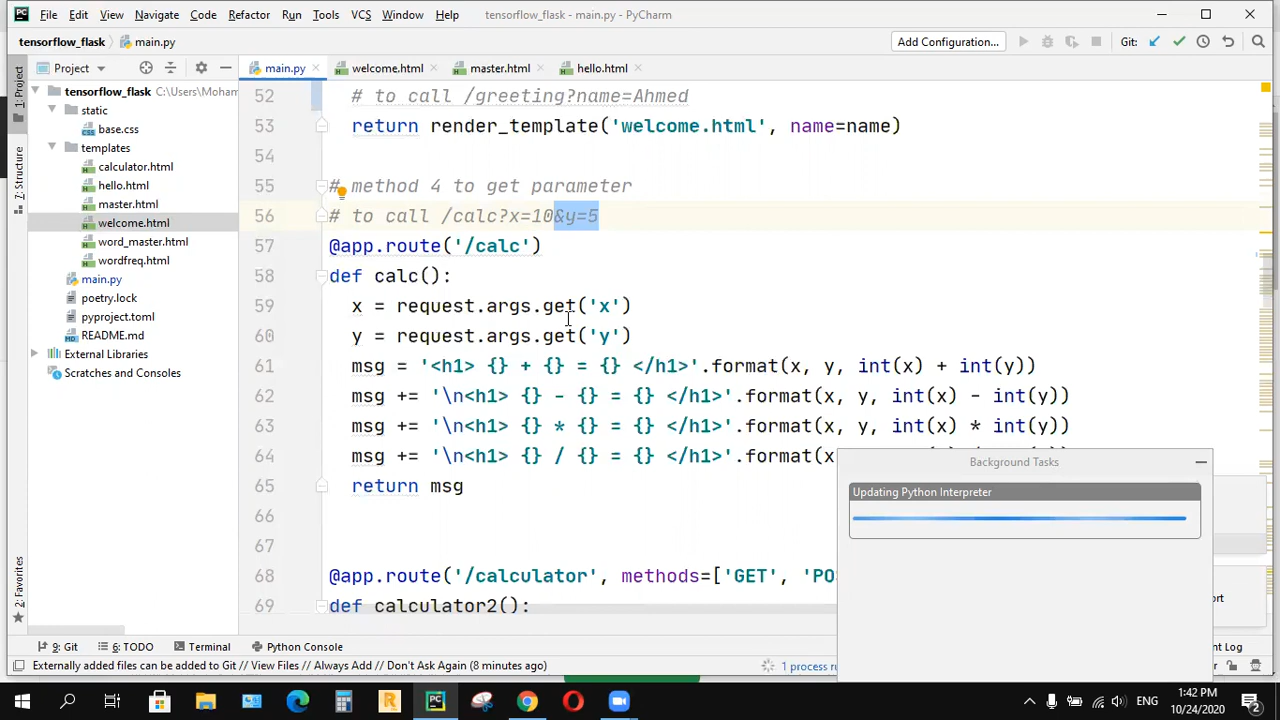 File Edit View Navigate Code Refactor Run Tools VCS Window Help tensorflow_flask - main.py - PyCharm
tensorflow_flask main.py Add Configuration... Git:
Project main.py welcome.html master.html hello.html
1: Project
7: Structure
2: Favorites
tensorflow_flask C:\Users\Moham
static
base.css
templates
calculator.html
hello.html
master.html
welcome.html
word_master.html
wordfreq.html
main.py
poetry.lock
pyproject.toml
README.md
External Libraries
Scratches and Consoles
52 # to call /greeting?name=Ahmed
53 return render_template('welcome.html', name=name)
54
55 # method 4 to get parameter
56 # to call /calc?x=10&y=5
57 @app.route('/calc')
58 def calc():
59 x = request.args.get('x')
60 y = request.args.get('y')
61 msg = '<h1> {} + {} = {} </h1>'.format(x, y, int(x) + int(y))
62 msg += '\n<h1> {} - {} = {} </h1>'.format(x, y, int(x) - int(y))
63 msg += '\n<h1> {} * {} = {} </h1>'.format(x, y, int(x) * int(y))
64 msg += '\n<h1> {} / {} = {} </h1>'.format(x
65 return msg
66
67
68 @app.route('/calculator', methods=['GET', 'PO
69 def calculator2():
Background Tasks
Updating Python Interpreter
9: Git 6: TODO Terminal Python Console
Externally added files can be added to Git // View Files // Always Add // Don't Ask Again (8 minutes ago) 1 process ru
ENG 1:42 PM
10/24/2020 2